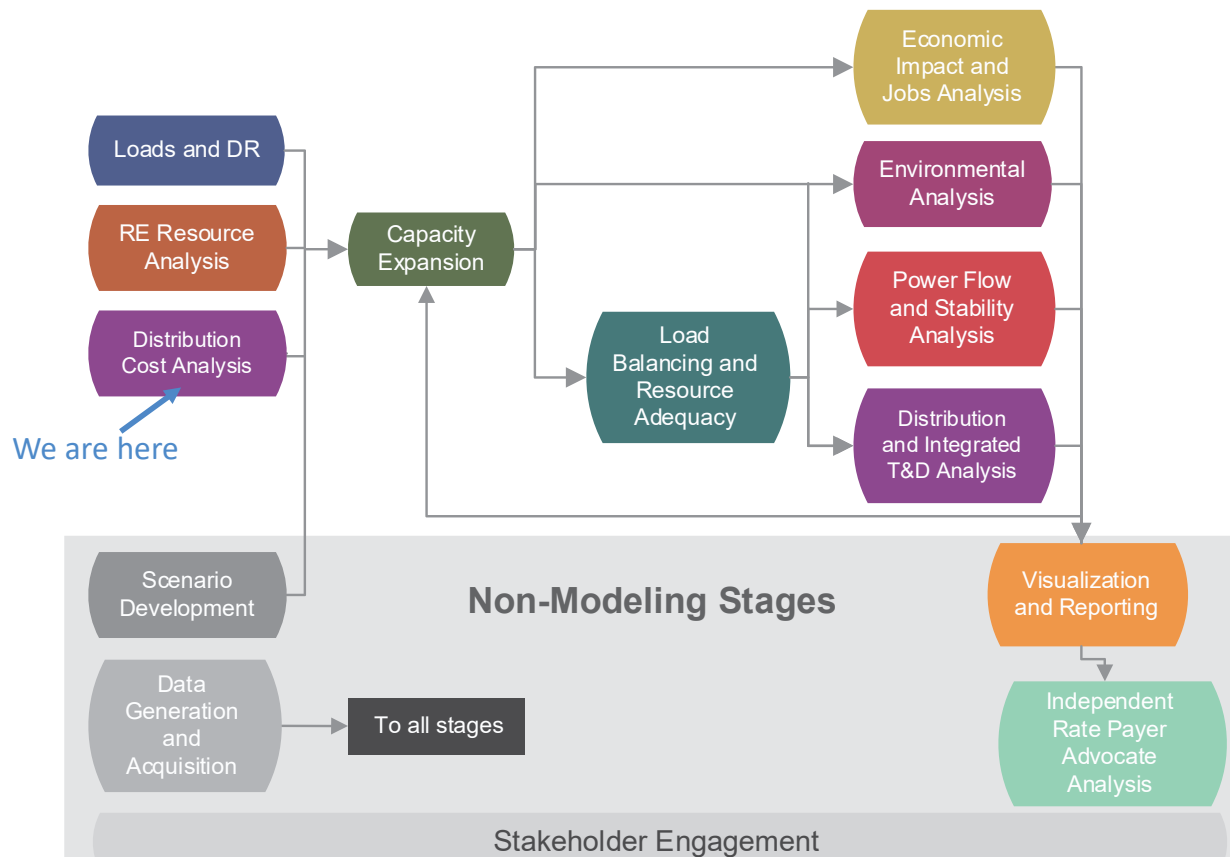 Economic
Impact and
Jobs Analysis
Loads and DR
Environmental
Analysis
RE Resource
Analysis
Capacity
Expansion
Power Flow
and Stability
Analysis
Distribution
Cost Analysis
Load
Balancing and
Resource
Adequacy
We are here
Distribution
and Integrated
T&D Analysis
Scenario
Development
Non-Modeling Stages
Visualization
and Reporting
Data
Generation
and
Acquisition
To all stages
Independent
Rate Payer
Advocate
Analysis
Stakeholder Engagement